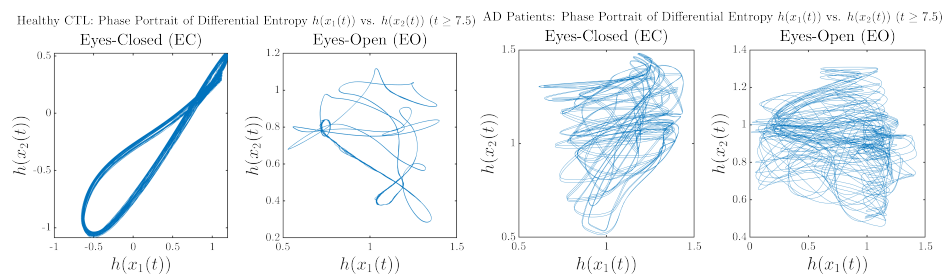 Healthy CTL: Phase Portrait of Differential Entropy h(x₁(t)) vs. h(x₂(t)) (t ≥ 7.5)
Eyes-Closed (EC)
h(x₂(t))
0.5
0
-0.5
-1
-1
-0.5
0
0.5
1
h(x₁(t))
Eyes-Open (EO)
h(x₂(t))
1.2
1
0.8
0.6
0.4
0.2
0.5
1
1.5
h(x₁(t))
AD Patients: Phase Portrait of Differential Entropy h(x₁(t)) vs. h(x₂(t)) (t ≥ 7.5)
Eyes-Closed (EC)
h(x₂(t))
1.5
1
0.5
0.5
1
1.5
h(x₁(t))
Eyes-Open (EO)
h(x₂(t))
1.4
1.2
1
0.8
0.6
0.4
0
0.5
1
1.5
h(x₁(t))